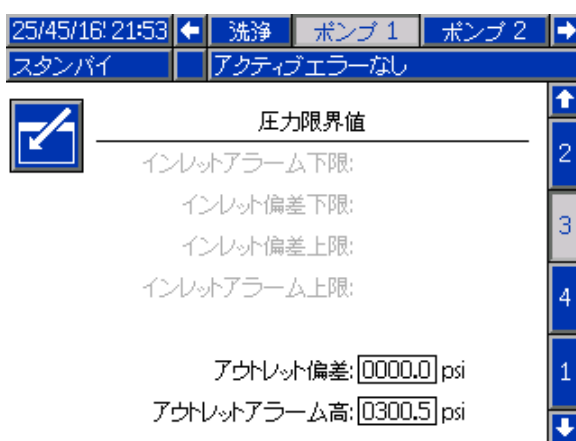 25/45/16! 21:53 洗浄 ポンプ 1 ポンプ 2
スタンバイ アクティブエラーなし
圧力限界値
インレットアラーム下限:
インレット偏差下限:
インレット偏差上限:
インレットアラーム上限:
アウトレット偏差: 0000.0 psi
アウトレットアラーム高: 0300.5 psi
2
3
4
1